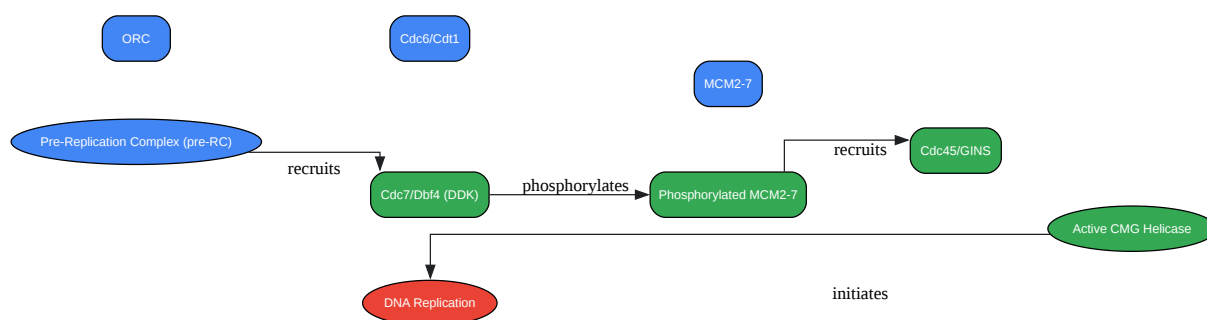 ORC
Cdc6/Cdt1
MCM2-7
Pre-Replication Complex (pre-RC)
recruits
Cdc7/Dbf4 (DDK)
phosphorylates
Phosphorylated MCM2-7
recruits
Cdc45/GINS
Active CMG Helicase
initiates
DNA Replication